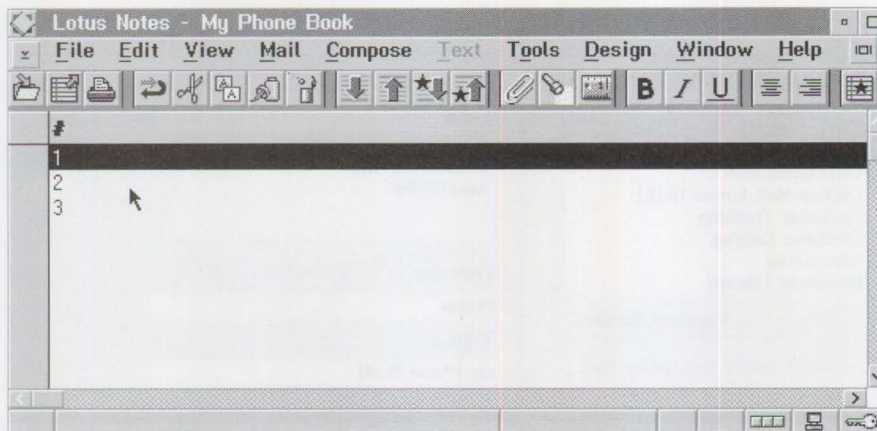 Lotus Notes - My Phone Book
File Edit View Mail Compose Text Tools Design Window Help
B I U
#
1
2
3